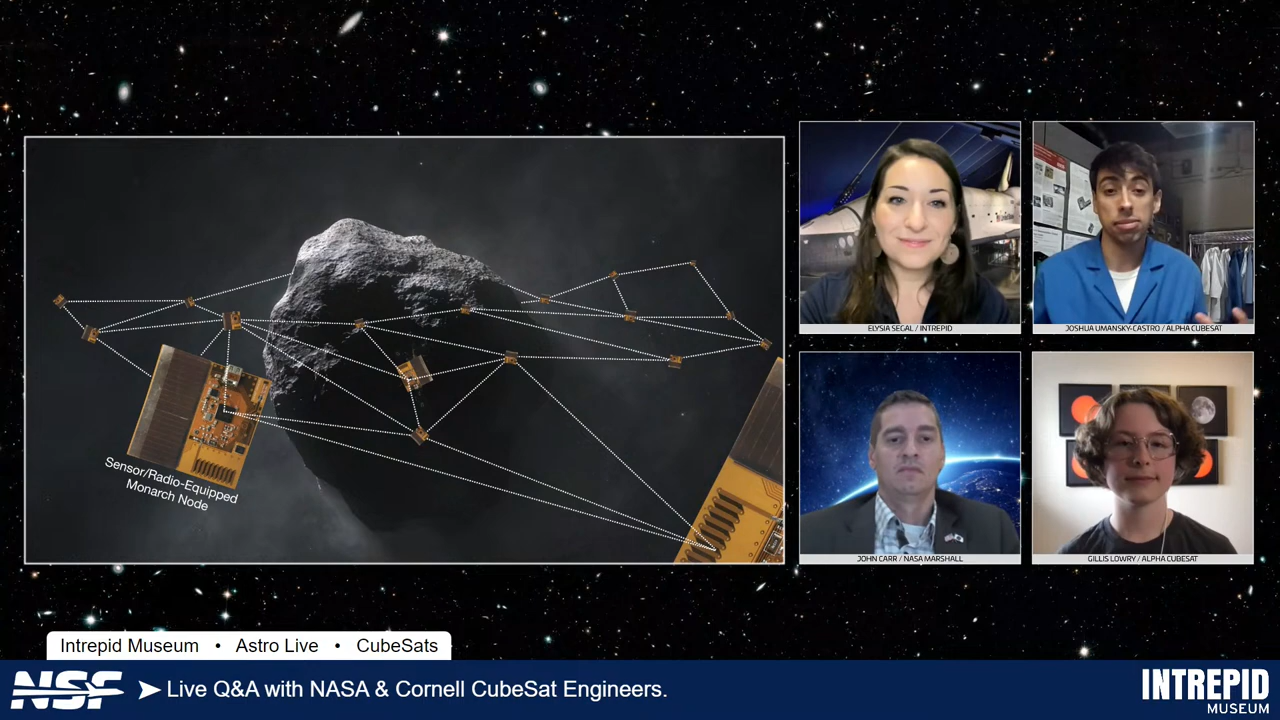 Sensor/Radio-Equipped
Monarch Node
ELYSIA SEGAL / INTREPID
JOSHUA UMANSKY-CASTRO / ALPHA CUBESAT
JOHN CARR / NASA MARSHALL
GILLIS LOWRY / ALPHA CUBESAT
Intrepid Museum • Astro Live • CubeSats
NSF
Live Q&A with NASA & Cornell CubeSat Engineers.
INTREPID
MUSEUM